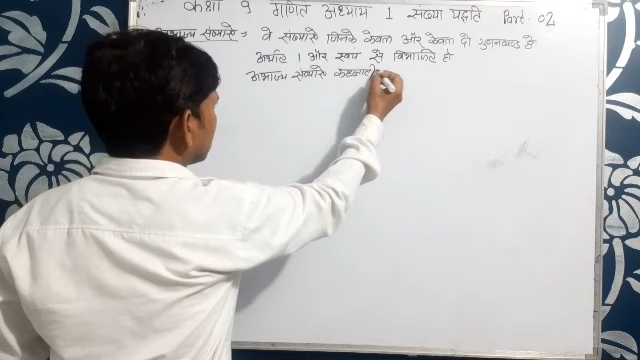 कक्षा 9 गणित अध्याय 1 संख्या पद्धति Part - 02
अभाज्य संख्याएँ = वे संख्याएँ जिनके केवल और केवल दो गुणनखण्ड हो
अर्थात 1 और स्वयं से विभाजित हो
अभाज्य संख्याएँ कहलाती